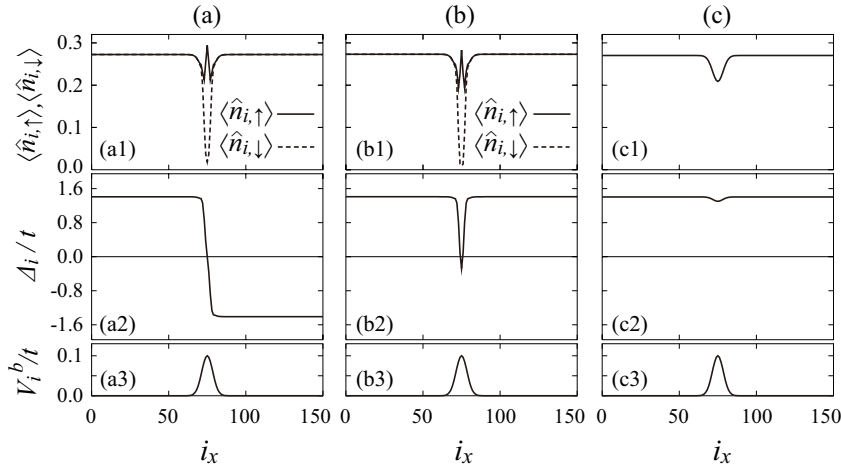 (a) (b) (c)
⟨n̂i,↑⟩,⟨n̂i,↓⟩
0.3
0.2
0.1
0.0
⟨n̂i,↑⟩
⟨n̂i,↓⟩
(a1)
⟨n̂i,↑⟩
⟨n̂i,↓⟩
(b1)
(c1)
Δi / t
1.6
0.8
0.0
-0.8
-1.6
(a2) (b2) (c2)
Vi^b/t
0.1
0.0
(a3) (b3) (c3)
0 50 100 150 0 50 100 150 0 50 100 150
ix ix ix